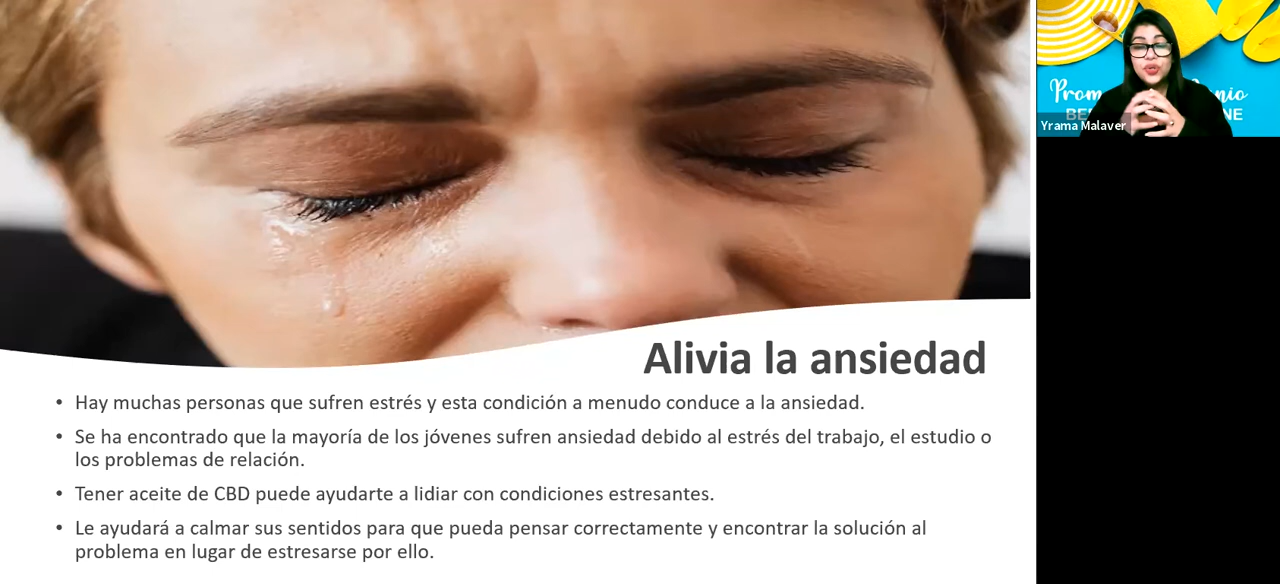 Yrama Malaver
Alivia la ansiedad
• Hay muchas personas que sufren estrés y esta condición a menudo conduce a la ansiedad.
• Se ha encontrado que la mayoría de los jóvenes sufren ansiedad debido al estrés del trabajo, el estudio o
los problemas de relación.
• Tener aceite de CBD puede ayudarte a lidiar con condiciones estresantes.
• Le ayudará a calmar sus sentidos para que pueda pensar correctamente y encontrar la solución al
problema en lugar de estresarse por ello.